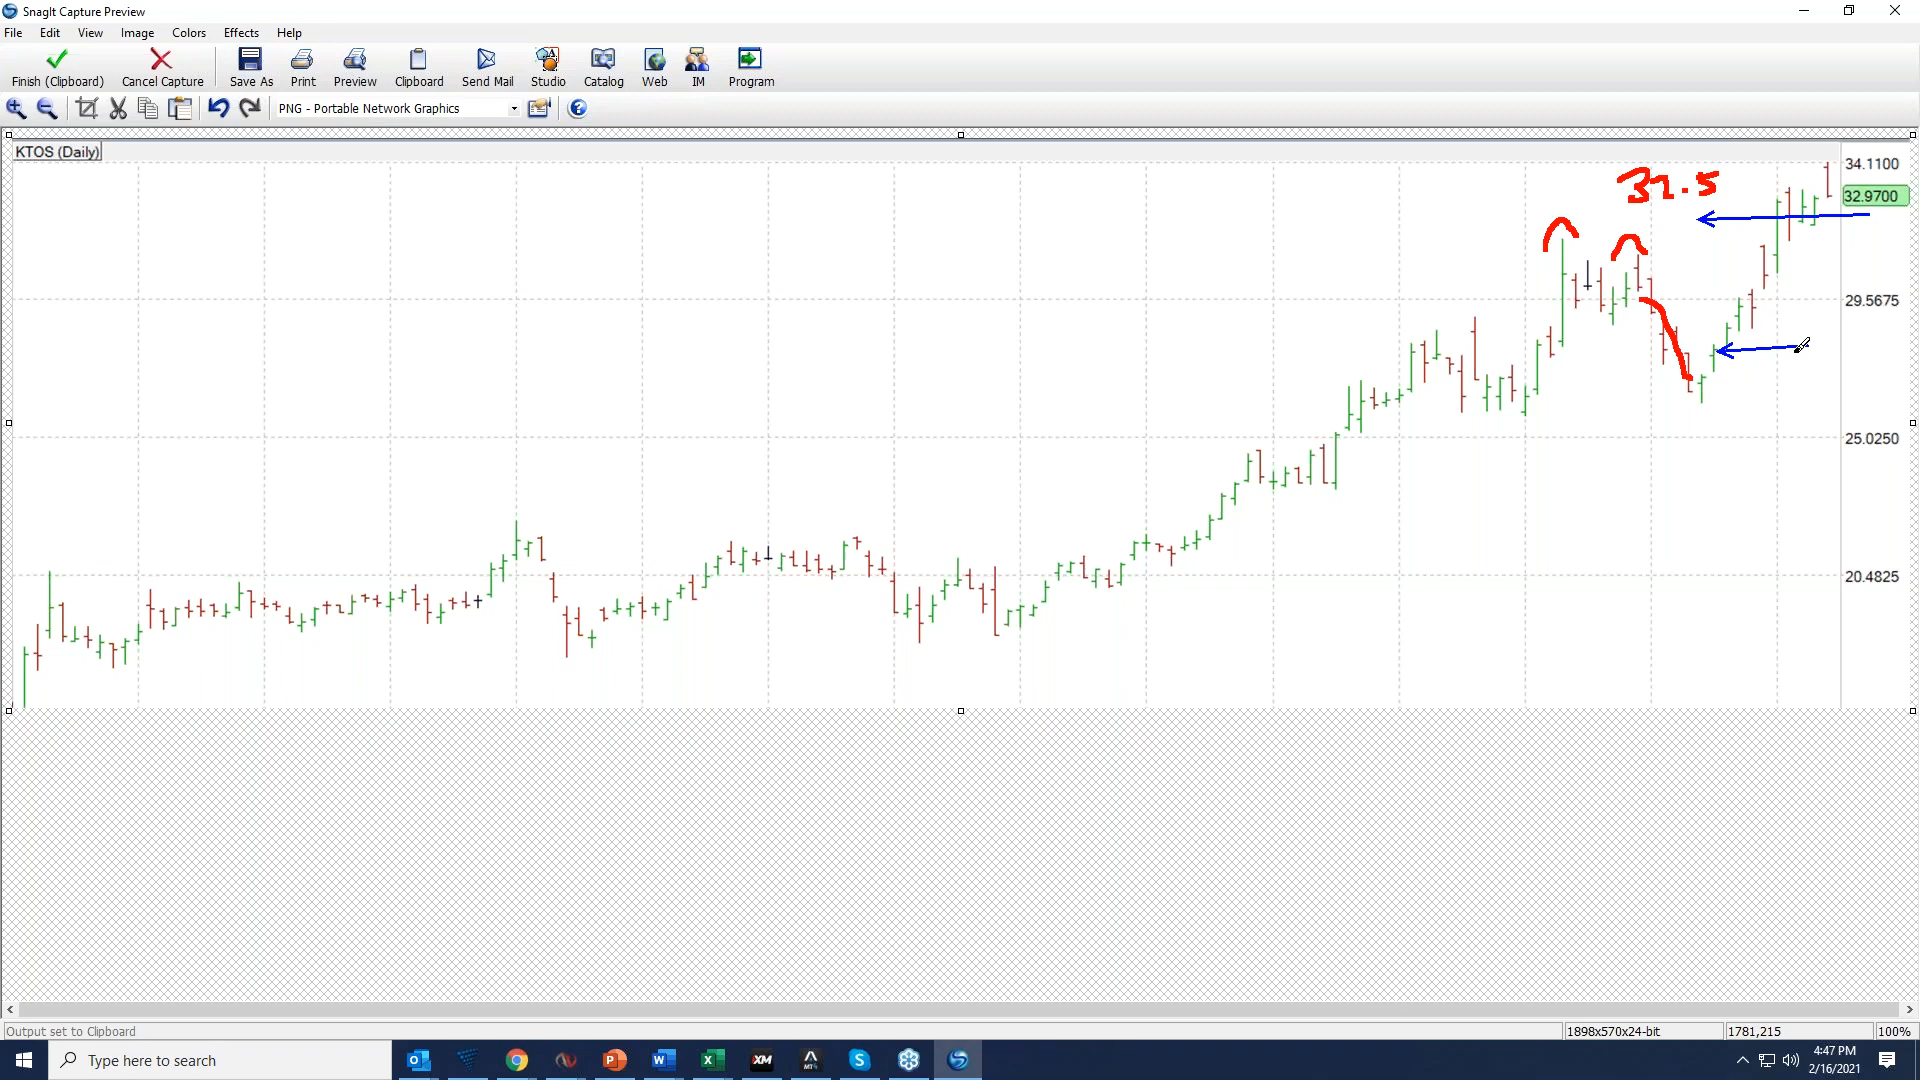 SnagIt Capture Preview
File Edit View Image Colors Effects Help
Finish (Clipboard) Cancel Capture Save As Print Preview Clipboard Send Mail Studio Catalog Web IM Program
PNG - Portable Network Graphics
KTOS (Daily)
34.1100
32.5
32.9700
29.5675
25.0250
20.4825
Output set to Clipboard
1898x570x24-bit
1781,215
100%
Type here to search
XM
MT4
4:47 PM
2/16/2021